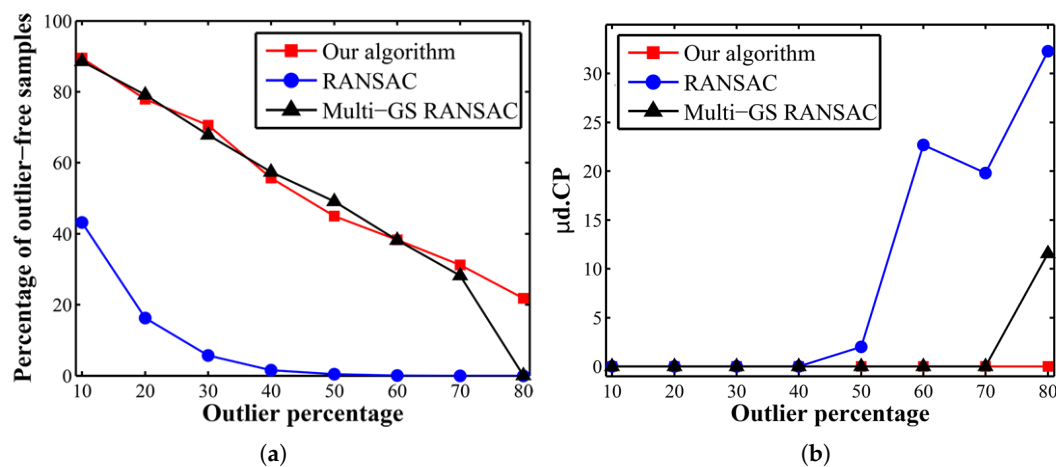 100
80
60
40
20
0
Percentage of outlier-free samples
Our algorithm
RANSAC
Multi-GS RANSAC
10 20 30 40 50 60 70 80
Outlier percentage
(a)
30
25
20
15
10
5
0
μd.CP
Our algorithm
RANSAC
Multi-GS RANSAC
10 20 30 40 50 60 70 80
Outlier percentage
(b)